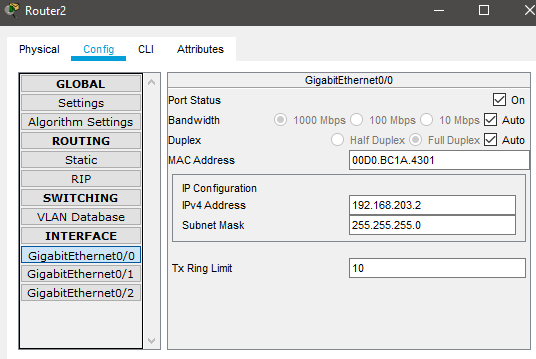 Router2
Physical Config CLI Attributes
GLOBAL
Settings
Algorithm Settings
ROUTING
Static
RIP
SWITCHING
VLAN Database
INTERFACE
GigabitEthernet0/0
GigabitEthernet0/1
GigabitEthernet0/2
GigabitEthernet0/0
Port Status On
Bandwidth 1000 Mbps 100 Mbps 10 Mbps Auto
Duplex Half Duplex Full Duplex Auto
MAC Address 00D0.BC1A.4301
IP Configuration
IPv4 Address 192.168.203.2
Subnet Mask 255.255.255.0
Tx Ring Limit 10